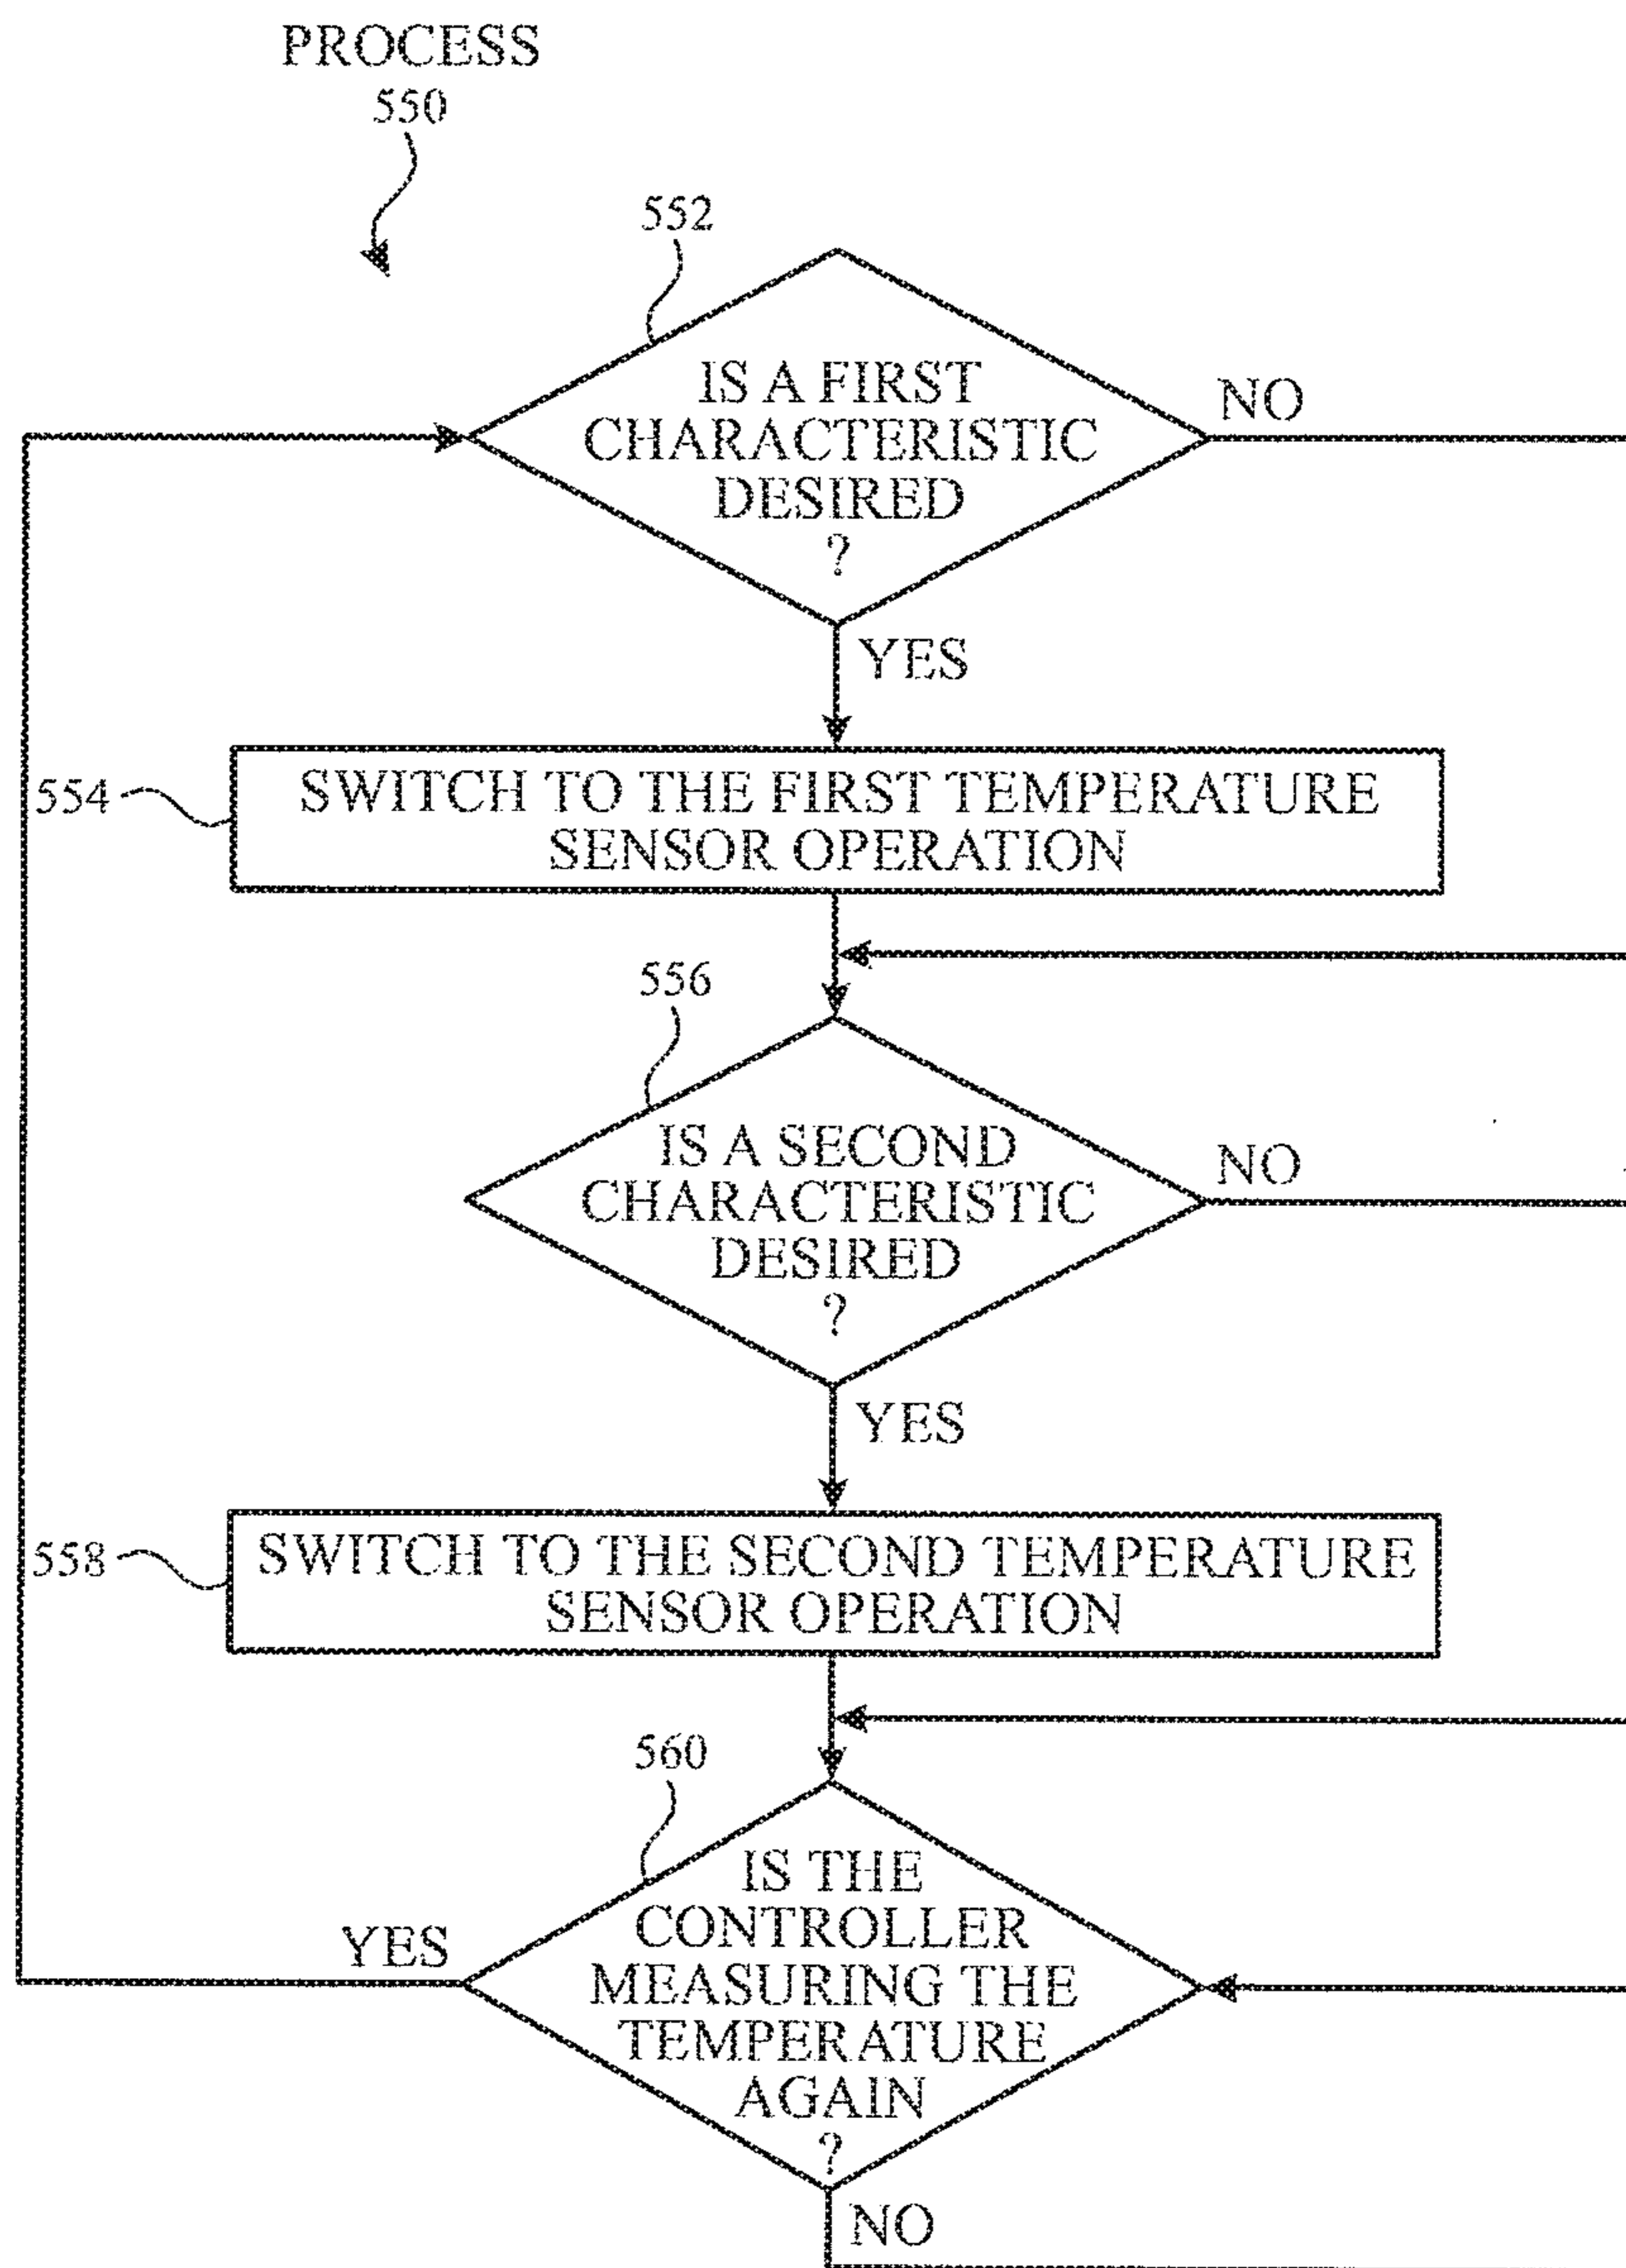 PROCESS
550
552
IS A FIRST
CHARACTERISTIC
DESIRED
?
NO
YES
554
SWITCH TO THE FIRST TEMPERATURE
SENSOR OPERATION
556
IS A SECOND
CHARACTERISTIC
DESIRED
?
NO
YES
558
SWITCH TO THE SECOND TEMPERATURE
SENSOR OPERATION
560
IS THE
CONTROLLER
MEASURING THE
TEMPERATURE
AGAIN
?
YES
NO